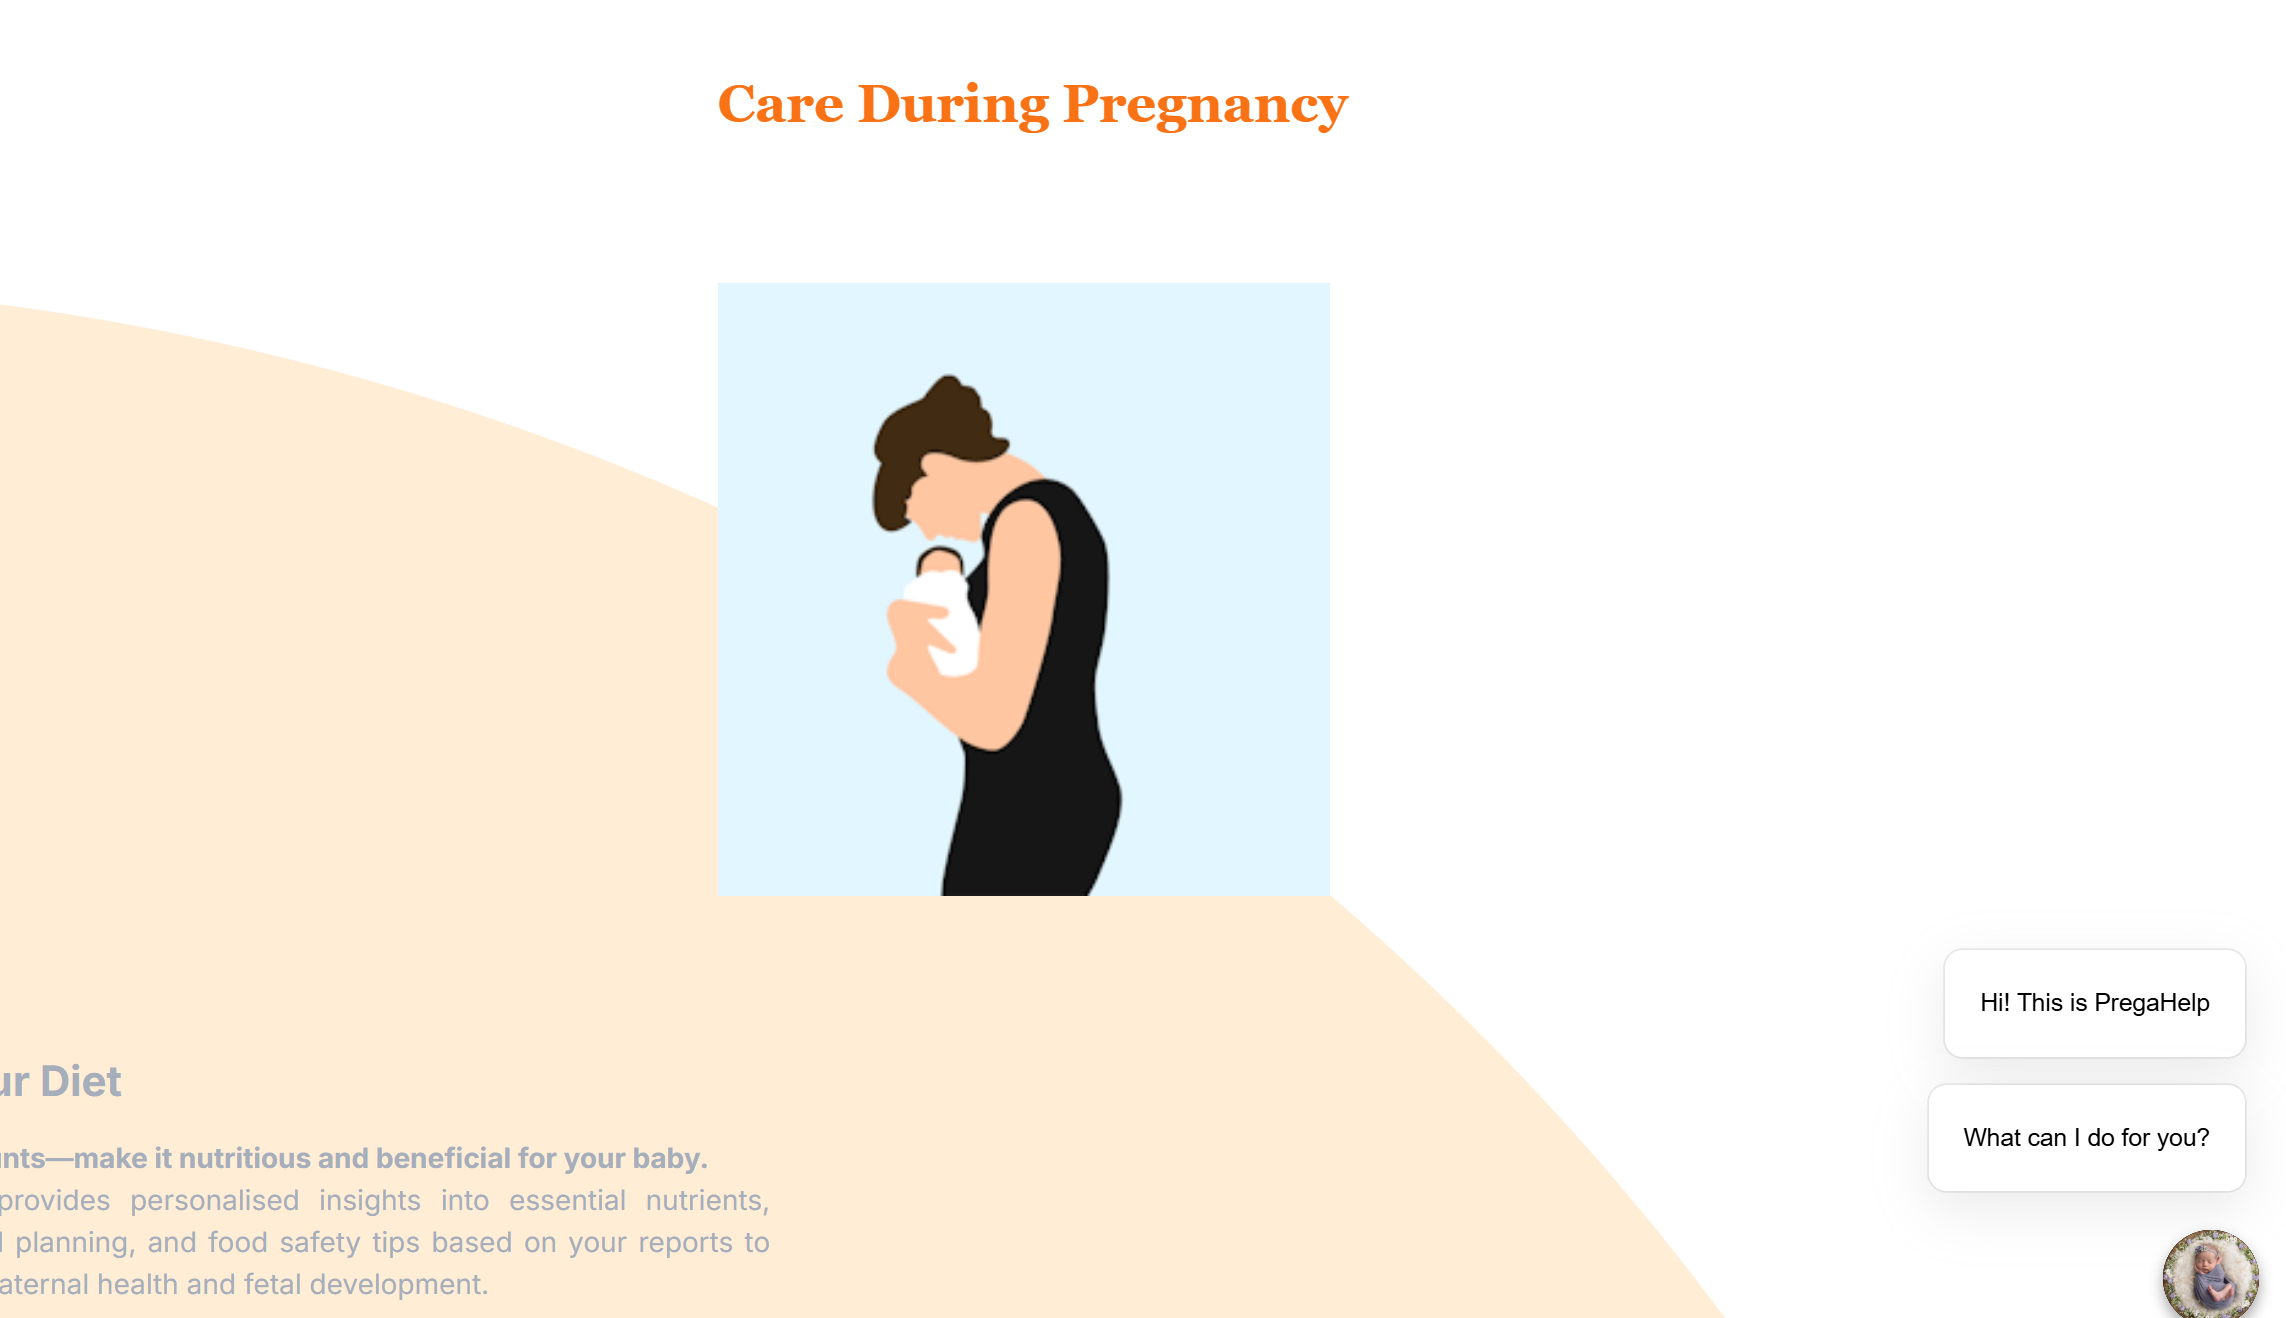 Care During Pregnancy
ur Diet
unts—make it nutritious and beneficial for your baby.
provides personalised insights into essential nutrients,
planning, and food safety tips based on your reports to
aternal health and fetal development.
Hi! This is PregaHelp
What can I do for you?